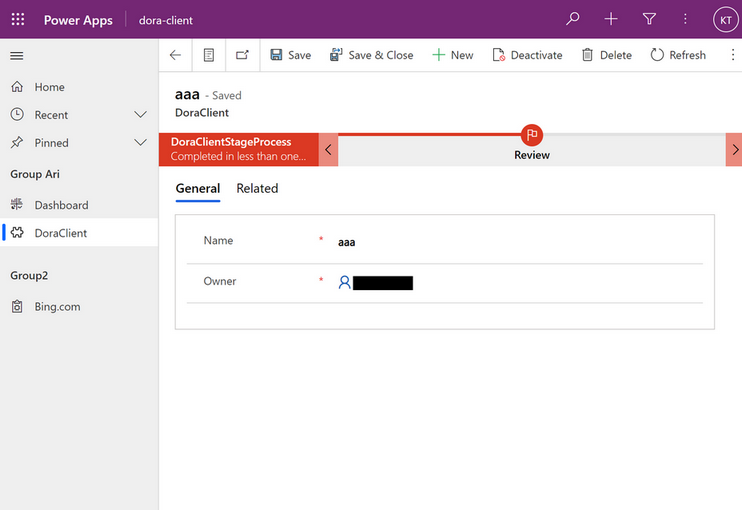 Power Apps dora-client KT
Save Save & Close New Deactivate Delete Refresh
Home
Recent
Pinned
Group Ari
Dashboard
DoraClient
Group2
Bing.com
aaa - Saved
DoraClient
DoraClientStageProcess
Completed in less than one...
Review
General Related
Name * aaa
Owner *